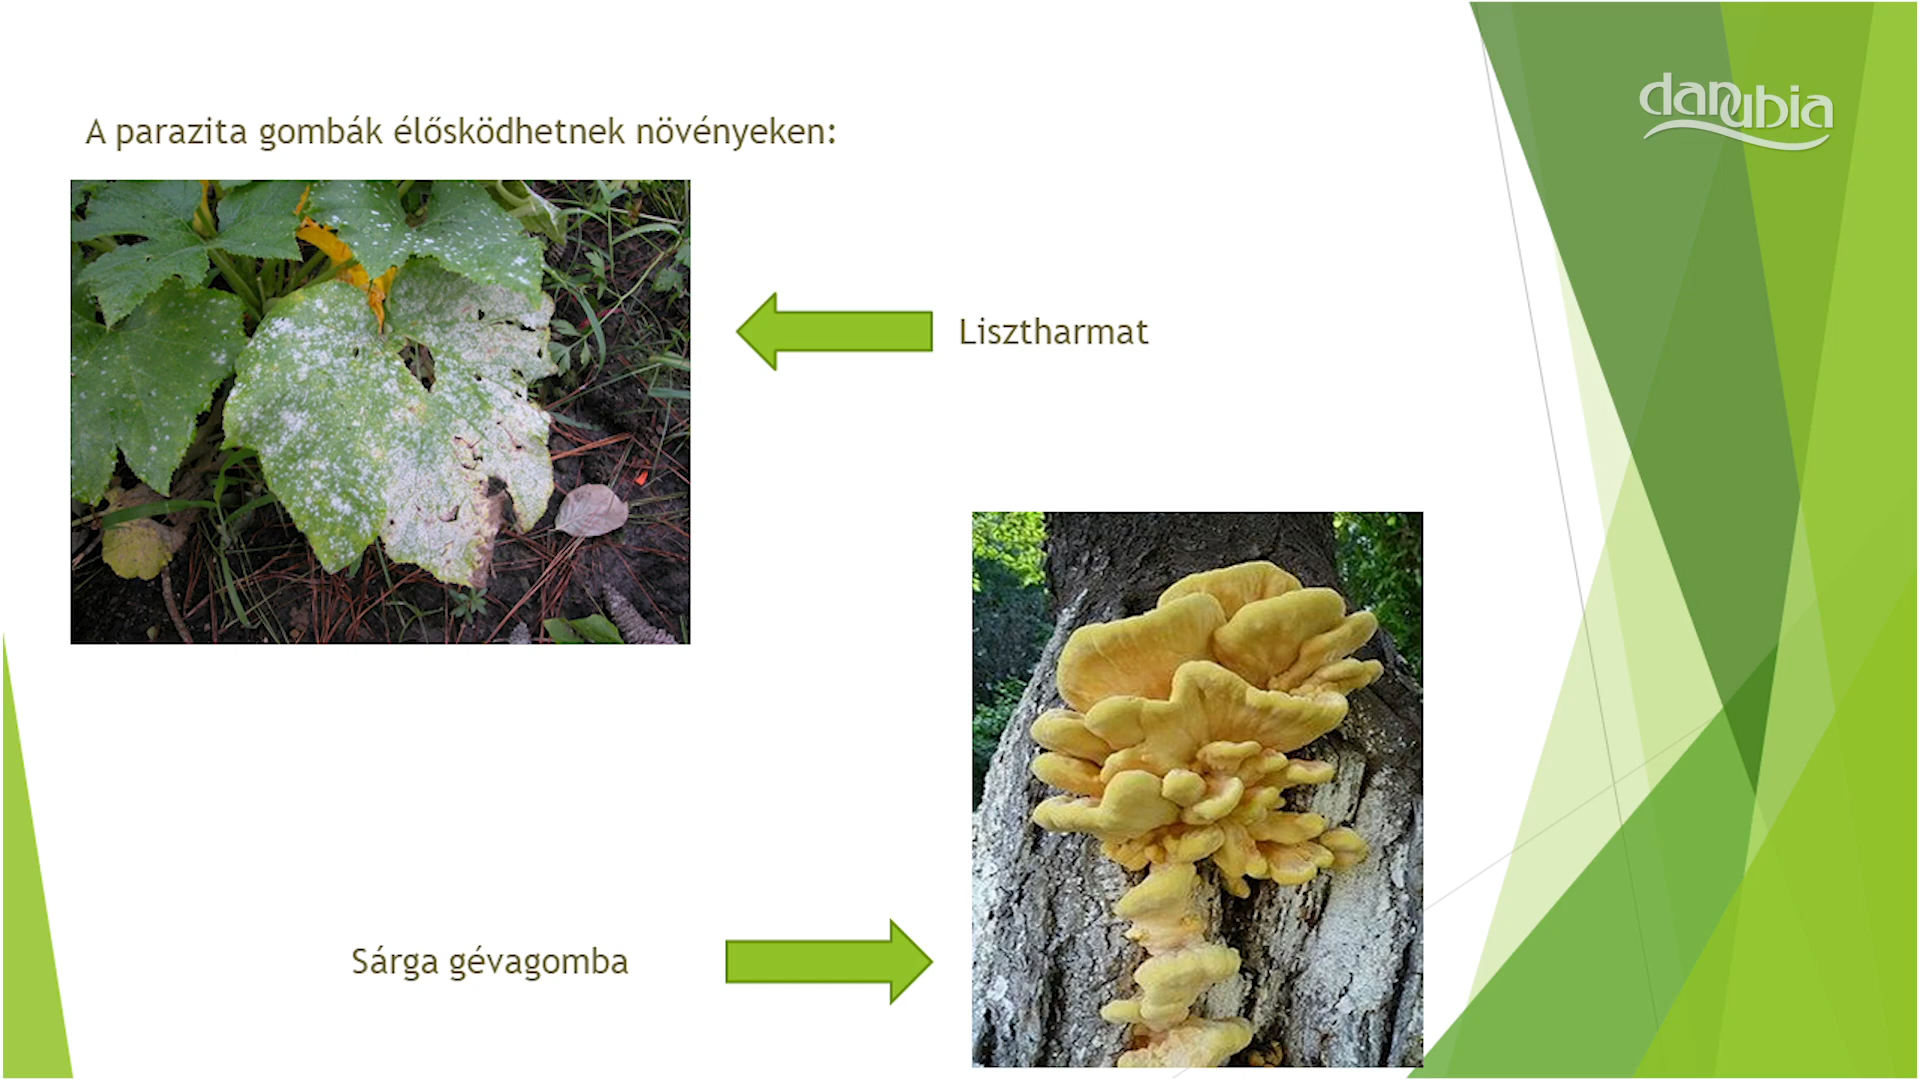 danubia
A parazita gombák élősködhetnek növényeken:
Lisztharmat
Sárga gévagomba